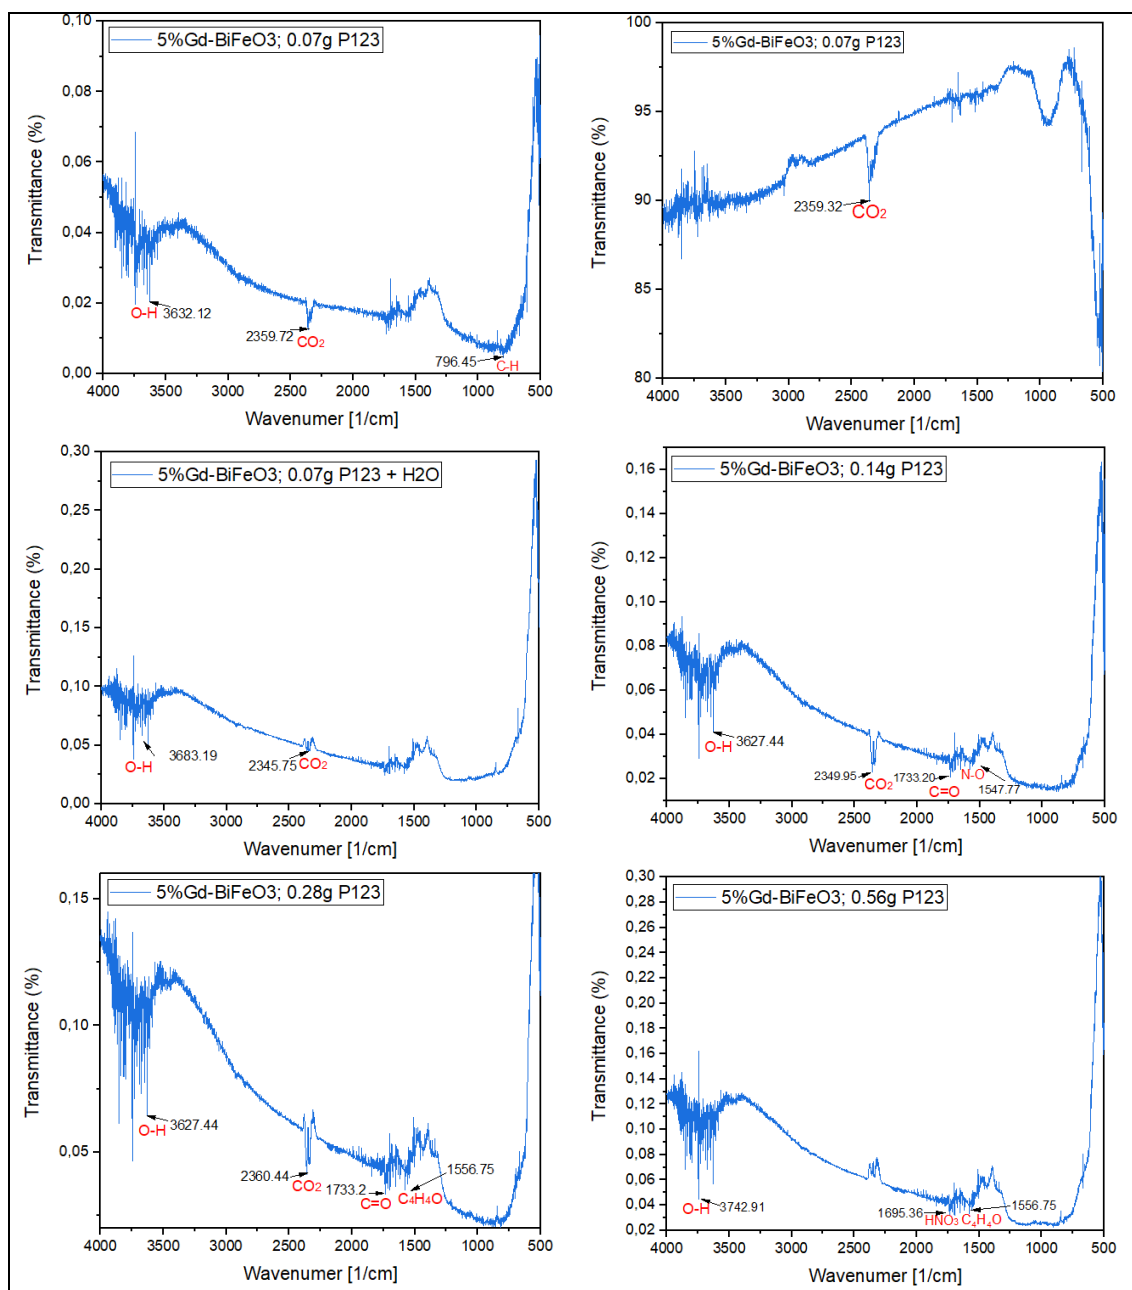 5%Gd-BiFeO3; 0.07g P123
0,10
0,08
0,06
0,04
0,02
0,00
Transmittance (%)
O-H 3632.12
2359.72
CO₂
796.45
C-H
4000 3500 3000 2500 2000 1500 1000 500
Wavenumer [1/cm]
5%Gd-BiFeO3; 0.07g P123
100
95
90
85
80
Transmittance (%)
2359.32
CO₂
4000 3500 3000 2500 2000 1500 1000 500
Wavenumer [1/cm]
5%Gd-BiFeO3; 0.07g P123 + H2O
0,30
0,25
0,20
0,15
0,10
0,05
0,00
Transmittance (%)
3683.19
O-H
2345.75
CO₂
4000 3500 3000 2500 2000 1500 1000 500
Wavenumer [1/cm]
5%Gd-BiFeO3; 0.14g P123
0,16
0,14
0,12
0,10
0,08
0,06
0,04
0,02
0,00
Transmittance (%)
O-H 3627.44
2349.95
CO₂
1733.20
C=O
N-O
1547.77
4000 3500 3000 2500 2000 1500 1000 500
Wavenumer [1/cm]
5%Gd-BiFeO3; 0.28g P123
0,15
0,10
0,05
Transmittance (%)
3627.44
O-H
2360.44
CO₂
1733.2
C=O
C₄H₄O
1556.75
4000 3500 3000 2500 2000 1500 1000 500
Wavenumer [1/cm]
5%Gd-BiFeO3; 0.56g P123
0,30
0,28
0,26
0,24
0,22
0,20
0,18
0,16
0,14
0,12
0,10
0,08
0,06
0,04
0,02
Transmittance (%)
O-H 3742.91
1695.36
HNO₃
C₄H₄O
1556.75
4000 3500 3000 2500 2000 1500 1000 500
Wavenumer [1/cm]